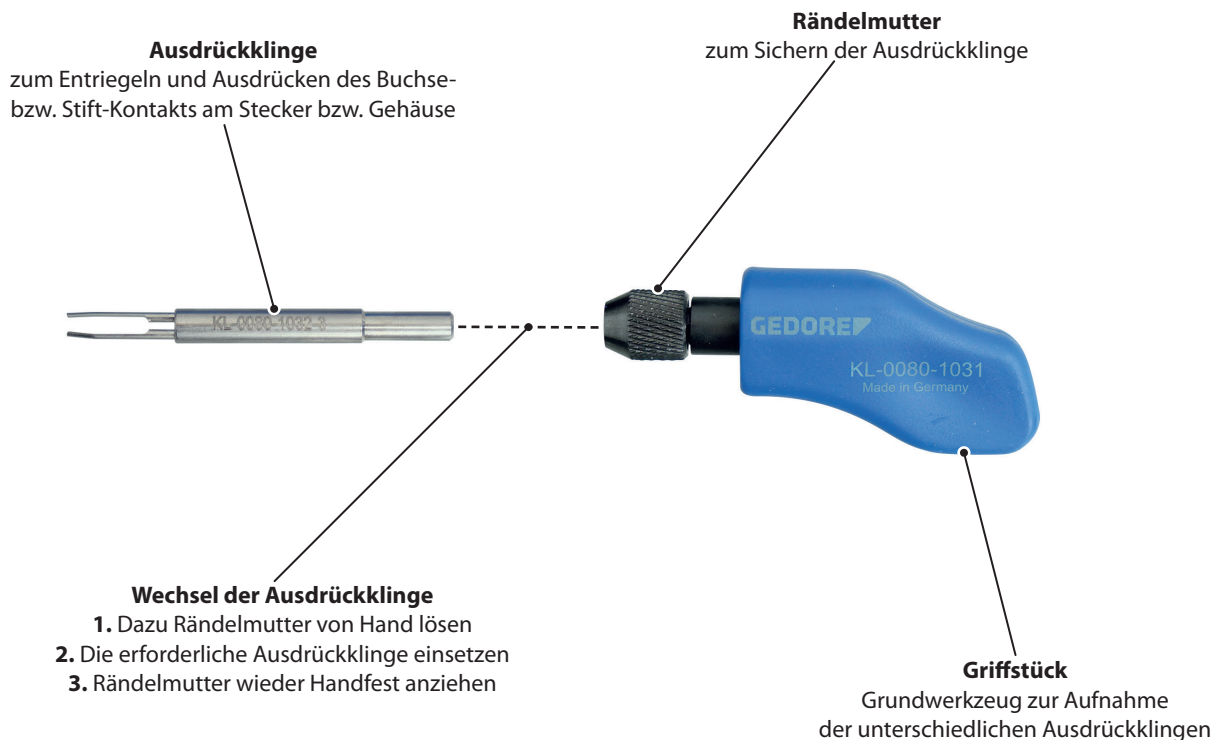 Rändelmutter
zum Sichern der Ausdrückklinge
Ausdrückklinge
zum Entriegeln und Ausdrücken des Buchse-
bzw. Stift-Kontakts am Stecker bzw. Gehäuse
KL-0080-1032-3
GEDORE
KL-0080-1031
Made in Germany
Wechsel der Ausdrückklinge
1. Dazu Rändelmutter von Hand lösen
2. Die erforderliche Ausdrückklinge einsetzen
3. Rändelmutter wieder Handfest anziehen
Griffstück
Grundwerkzeug zur Aufnahme
der unterschiedlichen Ausdrückklingen